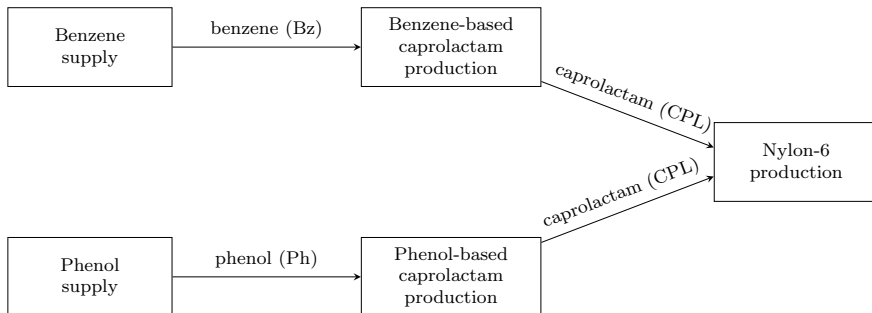 Benzene
supply
benzene (Bz)
Benzene-based
caprolactam
production
caprolactam (CPL)
Nylon-6
production
caprolactam (CPL)
Phenol
supply
phenol (Ph)
Phenol-based
caprolactam
production